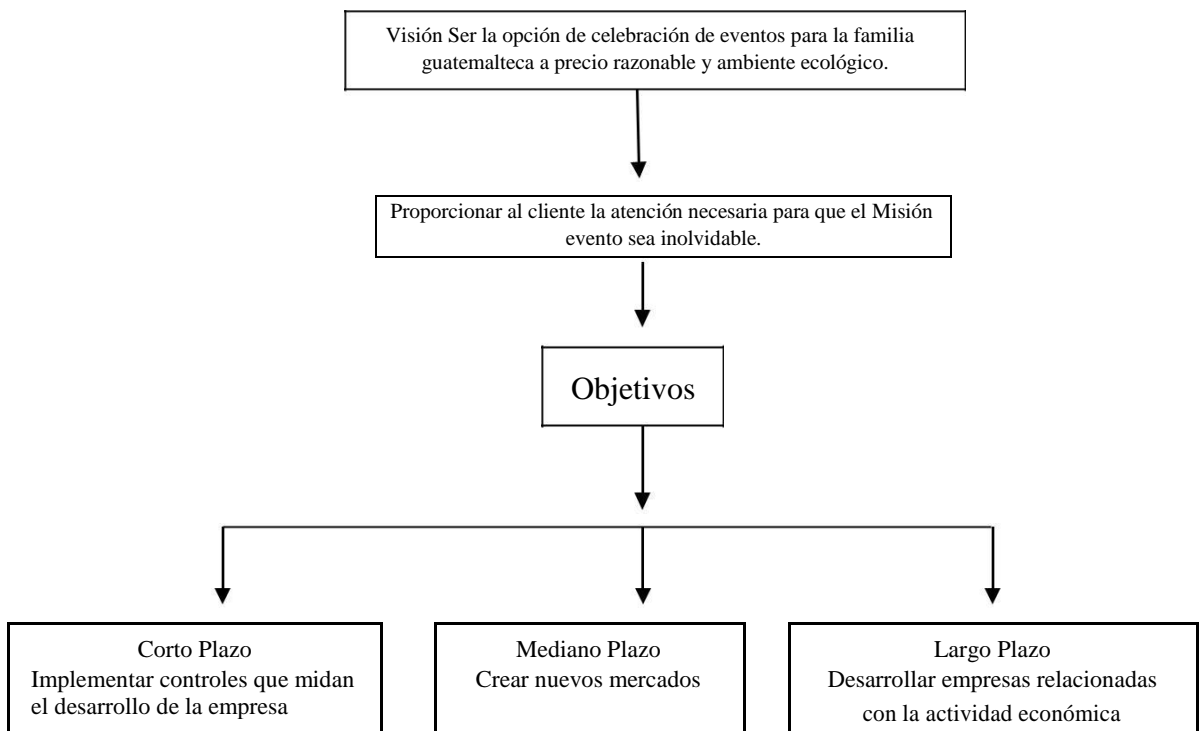 Visión Ser la opción de celebración de eventos para la familia
guatemalteca a precio razonable y ambiente ecológico.
Proporcionar al cliente la atención necesaria para que el Misión
evento sea inolvidable.
Objetivos
Corto Plazo
Implementar controles que midan
el desarrollo de la empresa
Mediano Plazo
Crear nuevos mercados
Largo Plazo
Desarrollar empresas relacionadas
con la actividad económica